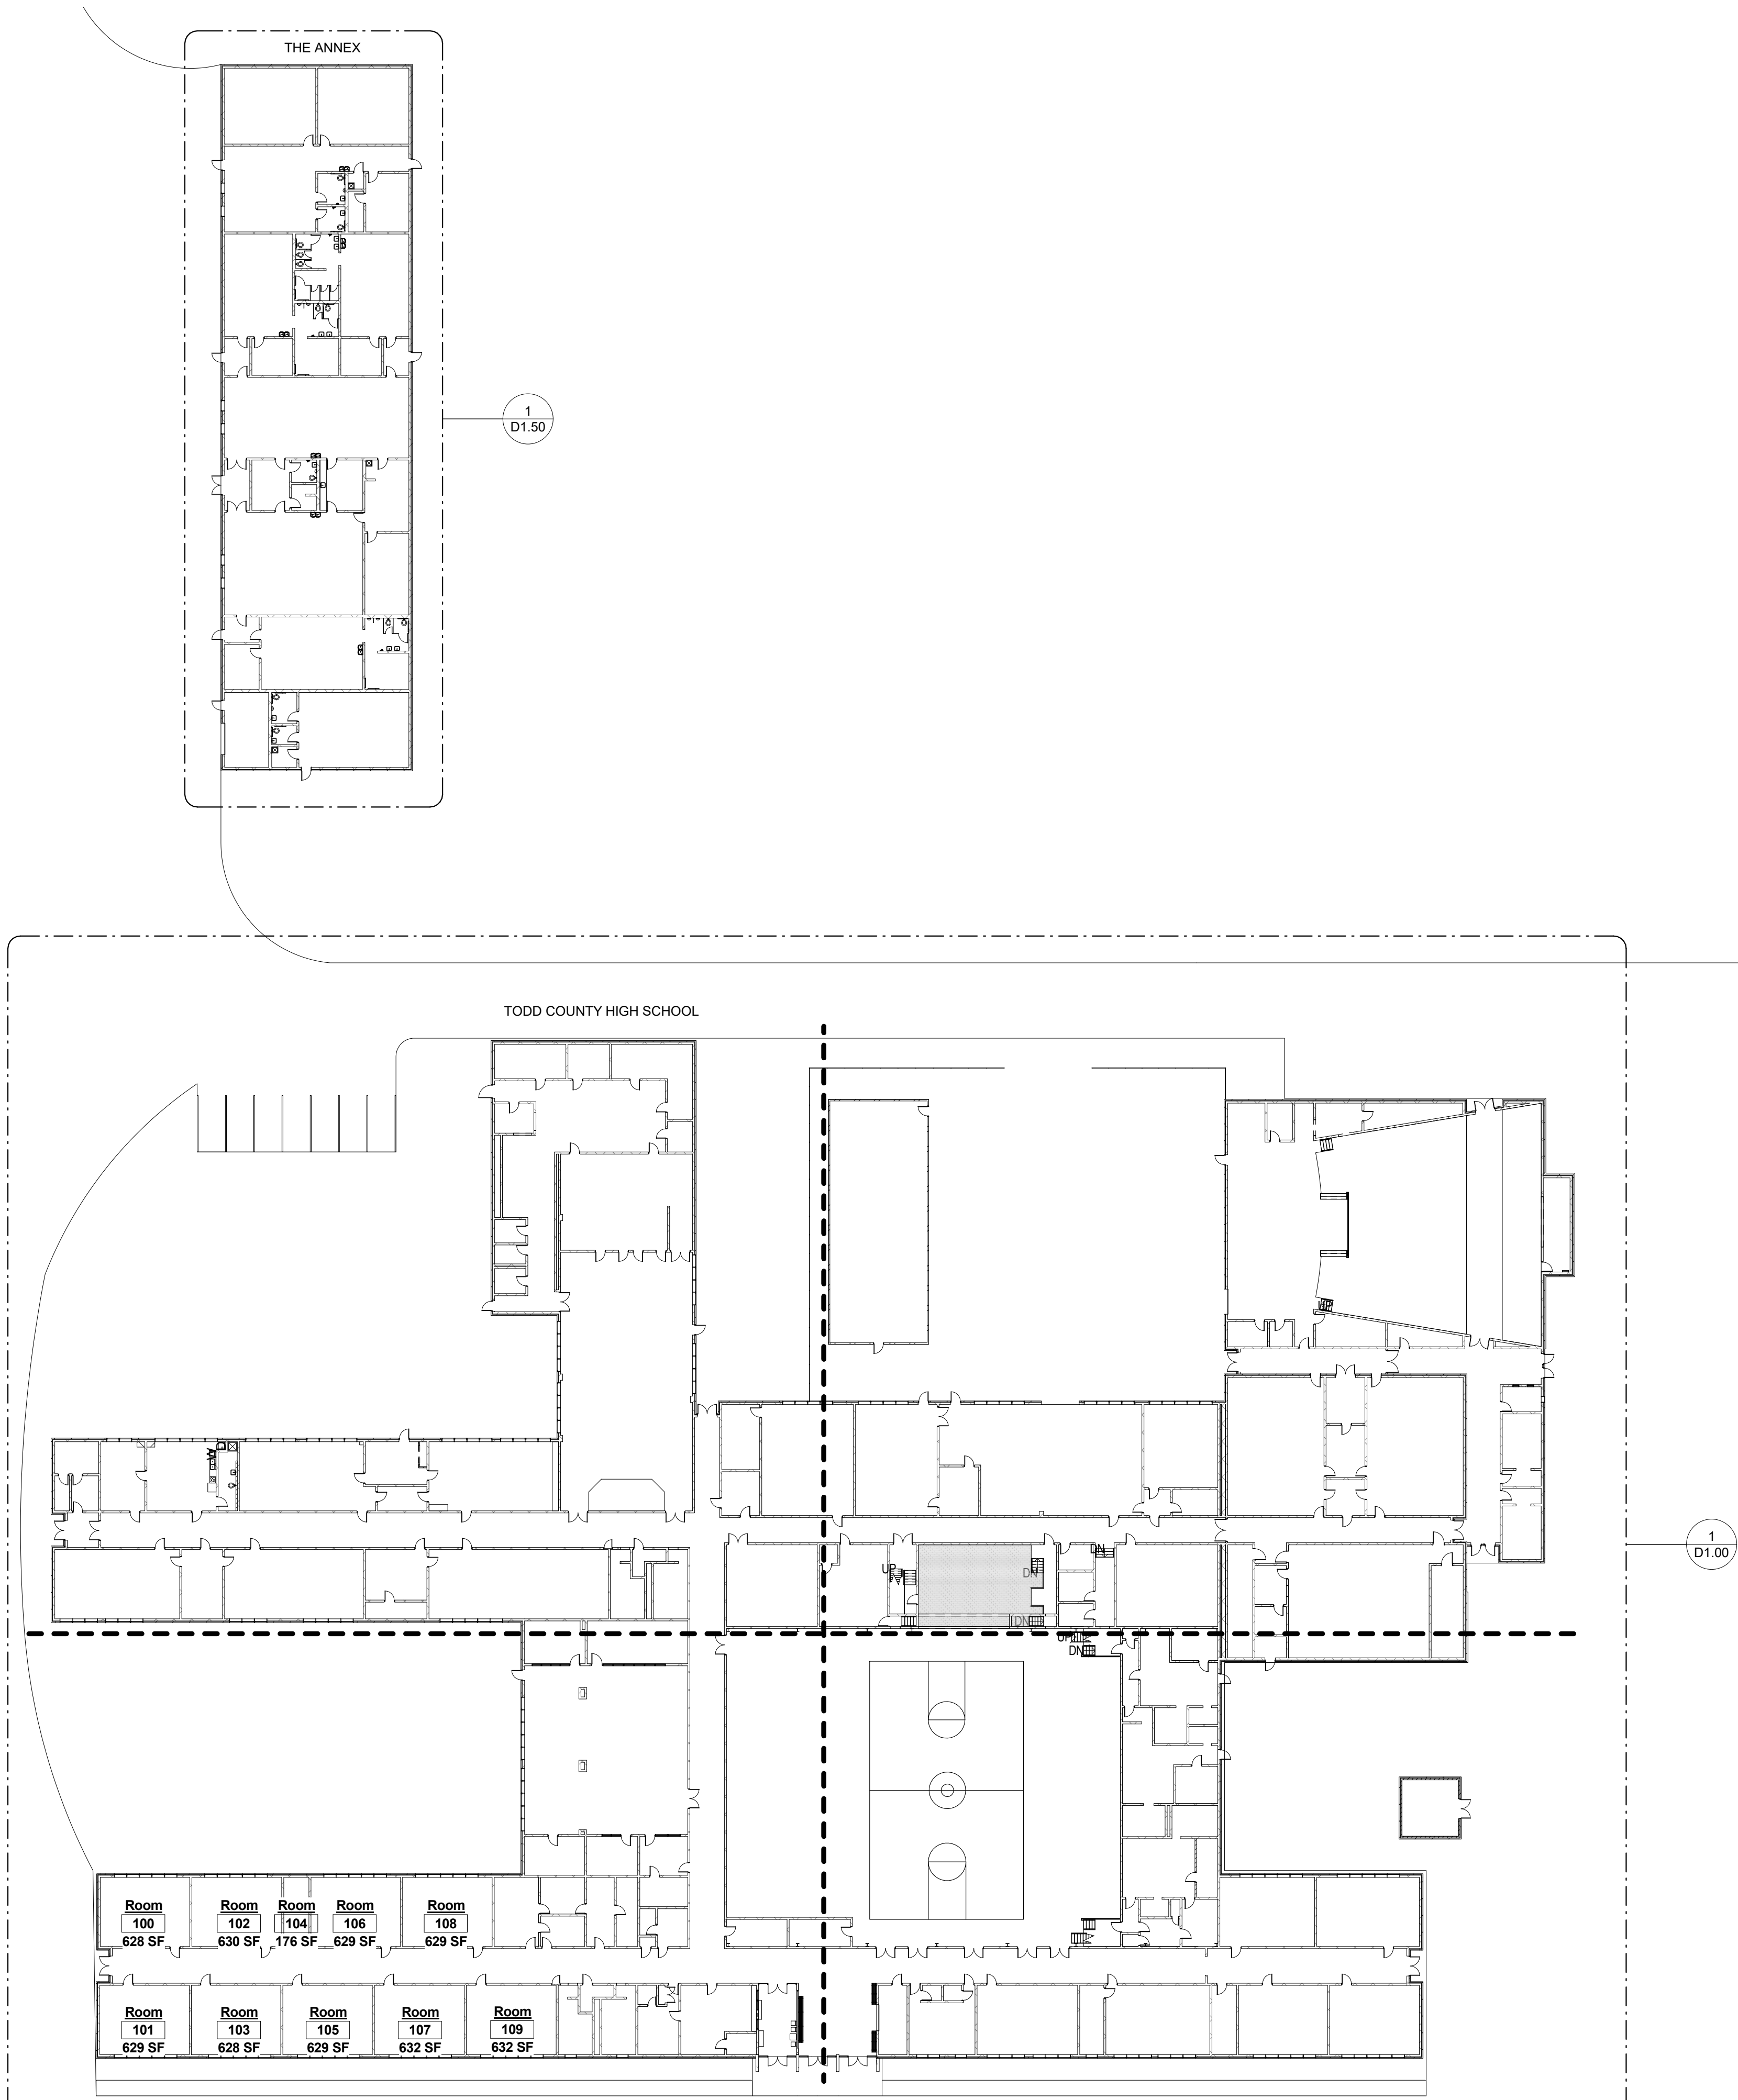 THE ANNEX
1
D1.50
TODD COUNTY HIGH SCHOOL
1
D1.00
UP
DN
DN
DN
UP
DN
UP
Room
100
628 SF
Room
102
630 SF
Room
104
176 SF
Room
106
629 SF
Room
108
629 SF
Room
101
629 SF
Room
103
628 SF
Room
105
629 SF
Room
107
632 SF
Room
109
632 SF